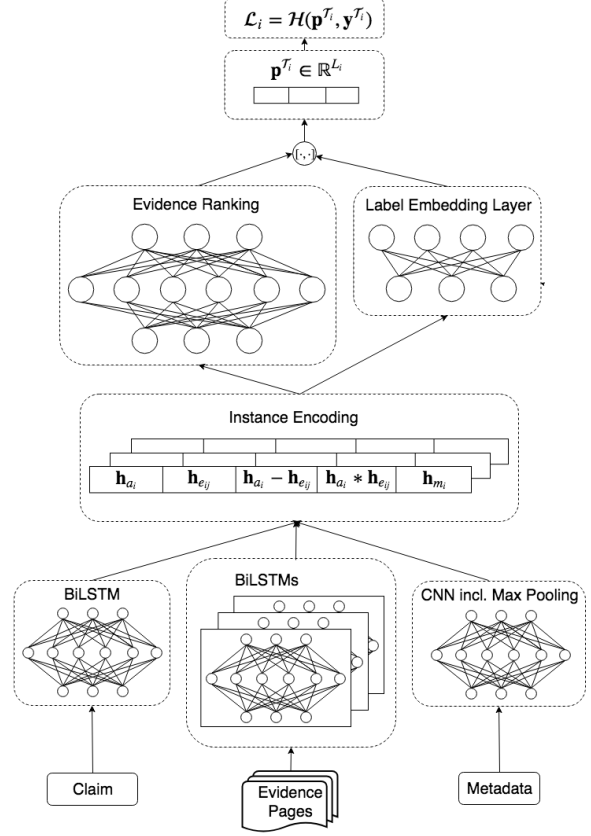 𝓛ᵢ = 𝓗(𝐩^{𝒯ᵢ}, 𝐲^{𝒯ᵢ})
𝐩^{𝒯ᵢ} ∈ ℝ^{Lᵢ}
[·,·]
Evidence Ranking
Label Embedding Layer
Instance Encoding
𝐡_{aᵢ} 𝐡_{eᵢⱼ} 𝐡_{aᵢ} − 𝐡_{eᵢⱼ} 𝐡_{aᵢ} * 𝐡_{eᵢⱼ} 𝐡_{mᵢ}
BiLSTM
BiLSTMs
CNN incl. Max Pooling
Claim
Evidence
Pages
Metadata